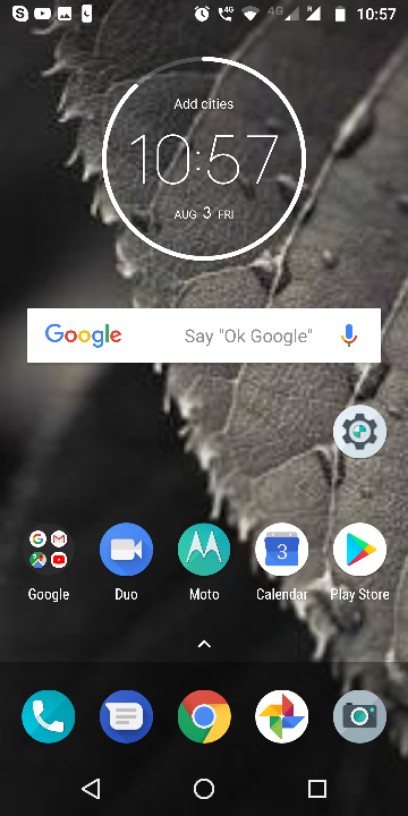 4G 4G R 10:57
Add cities
10:57
AUG 3 FRI
Google Say "Ok Google"
3
Google Duo Moto Calendar Play Store